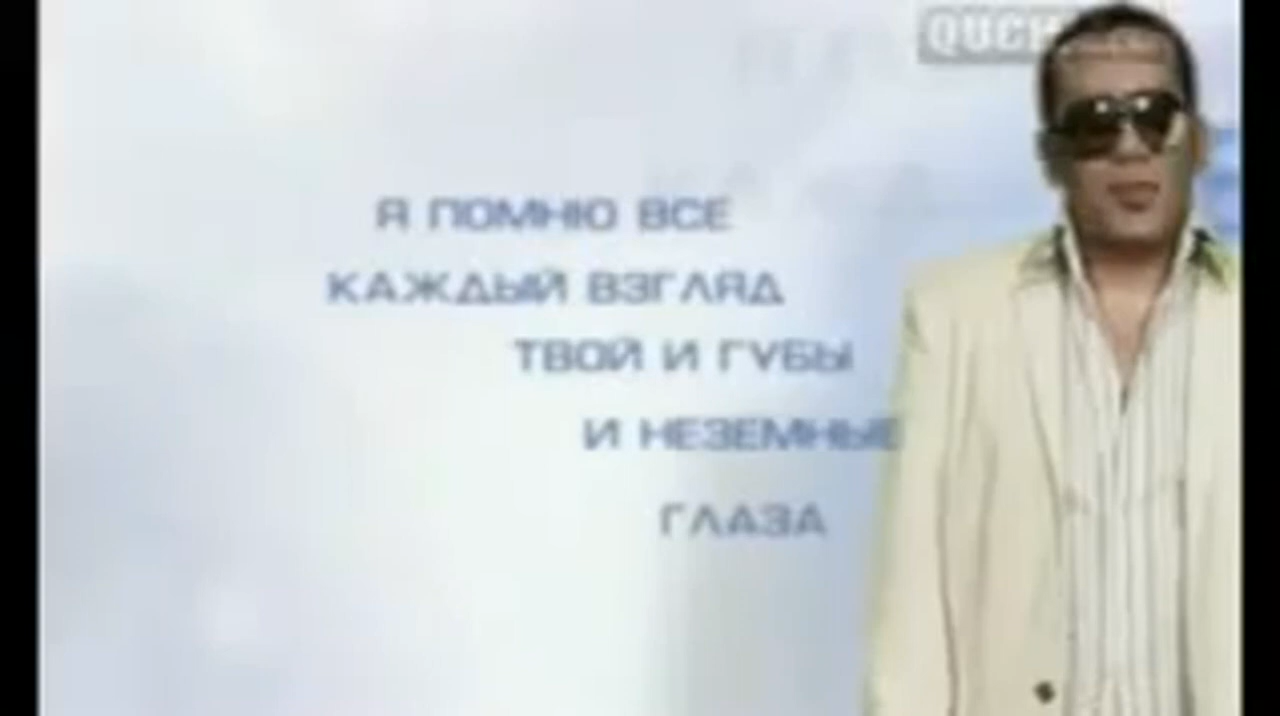 Я ПОМНЮ ВСЕ
КАЖДЫЙ ВЗГЛЯД
ТВОЙ И ГУБЫ
И НЕЗЕМНЫЕ
ГЛАЗА